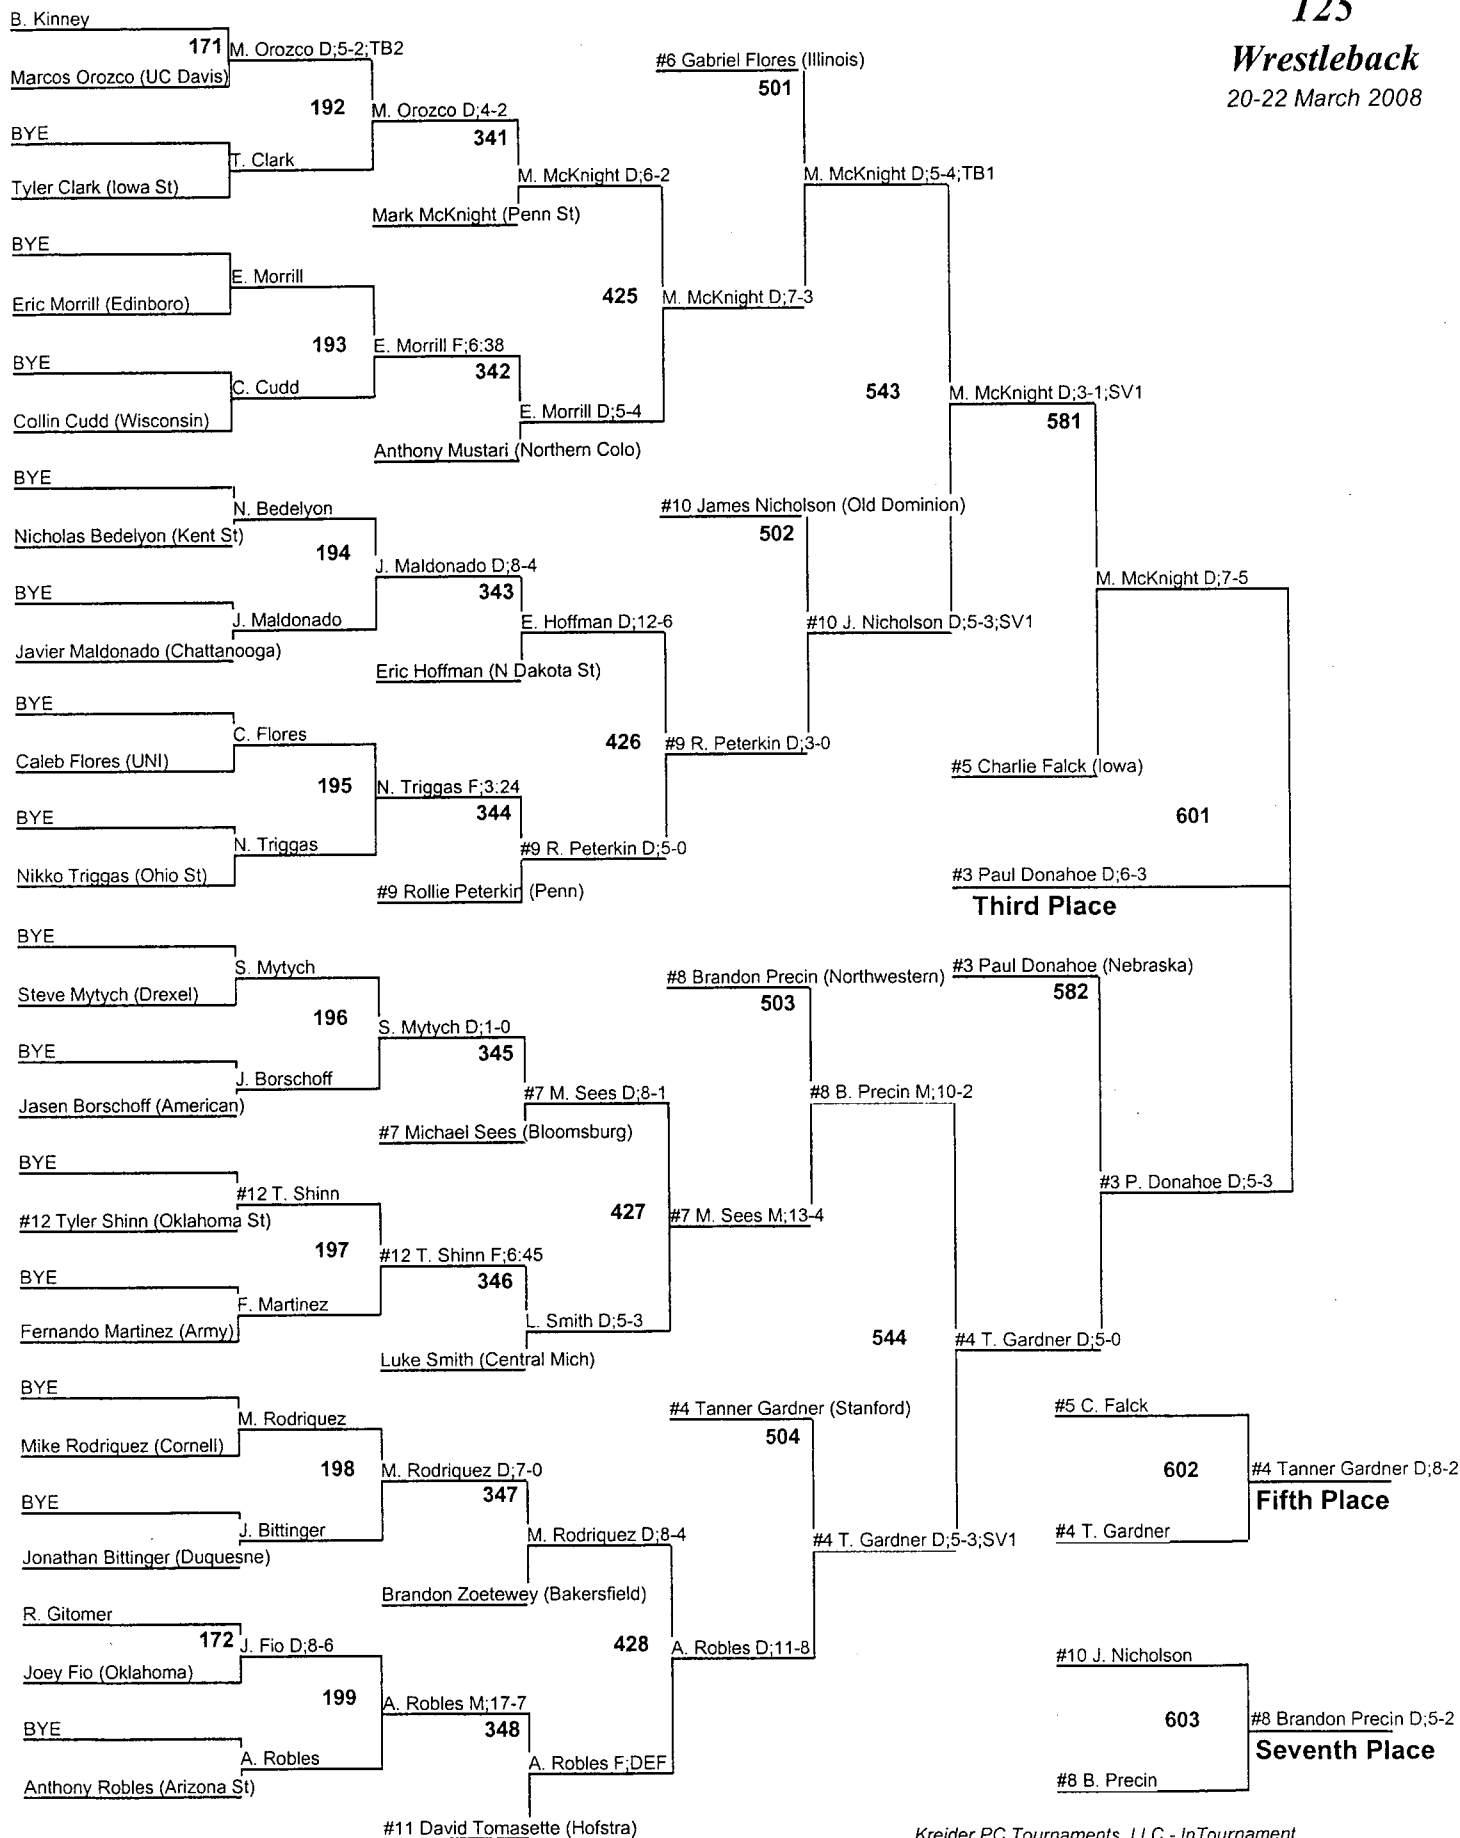 125
Wrestleback
20-22 March 2008
B. Kinney
171
M. Orozco D;5-2;TB2
Marcos Orozco (UC Davis)
192
M. Orozco D;4-2
341
BYE
T. Clark
Tyler Clark (Iowa St)
M. McKnight D;6-2
Mark McKnight (Penn St)
#6 Gabriel Flores (Illinois)
501
M. McKnight D;5-4;TB1
BYE
E. Morrill
Eric Morrill (Edinboro)
425
M. McKnight D;7-3
193
E. Morrill F;6:38
342
BYE
C. Cudd
Collin Cudd (Wisconsin)
E. Morrill D;5-4
Anthony Mustari (Northern Colo)
543
M. McKnight D;3-1;SV1
581
BYE
N. Bedelyon
Nicholas Bedelyon (Kent St)
#10 James Nicholson (Old Dominion)
502
194
J. Maldonado D;8-4
343
M. McKnight D;7-5
BYE
J. Maldonado
Javier Maldonado (Chattanooga)
E. Hoffman D;12-6
Eric Hoffman (N Dakota St)
#10 J. Nicholson D;5-3;SV1
BYE
C. Flores
Caleb Flores (UNI)
426
#9 R. Peterkin D;3-0
#5 Charlie Falck (Iowa)
195
N. Triggas F;3:24
344
601
BYE
N. Triggas
Nikko Triggas (Ohio St)
#9 R. Peterkin D;5-0
#9 Rollie Peterkin (Penn)
#3 Paul Donahoe D;6-3
Third Place
BYE
S. Mytych
Steve Mytych (Drexel)
#8 Brandon Precin (Northwestern)
503
#3 Paul Donahoe (Nebraska)
582
196
S. Mytych D;1-0
345
BYE
J. Borschoff
Jasen Borschoff (American)
#7 M. Sees D;8-1
#7 Michael Sees (Bloomsburg)
#8 B. Precin M;10-2
BYE
#12 T. Shinn
#12 Tyler Shinn (Oklahoma St)
427
#7 M. Sees M;13-4
#3 P. Donahoe D;5-3
197
#12 T. Shinn F;6:45
346
BYE
F. Martinez
Fernando Martinez (Army)
L. Smith D;5-3
Luke Smith (Central Mich)
544
#4 T. Gardner D;5-0
BYE
M. Rodriquez
Mike Rodriquez (Cornell)
#4 Tanner Gardner (Stanford)
504
#5 C. Falck
198
M. Rodriquez D;7-0
347
602
#4 Tanner Gardner D;8-2
Fifth Place
#4 T. Gardner
BYE
J. Bittinger
Jonathan Bittinger (Duquesne)
M. Rodriquez D;8-4
Brandon Zoetewey (Bakersfield)
#4 T. Gardner D;5-3;SV1
R. Gitomer
172
J. Fio D;8-6
Joey Fio (Oklahoma)
428
A. Robles D;11-8
#10 J. Nicholson
199
A. Robles M;17-7
348
603
#8 Brandon Precin D;5-2
Seventh Place
#8 B. Precin
BYE
A. Robles
Anthony Robles (Arizona St)
A. Robles F;DEF
#11 David Tomasette (Hofstra)
Kreider PC Tournaments, LLC - InTournament